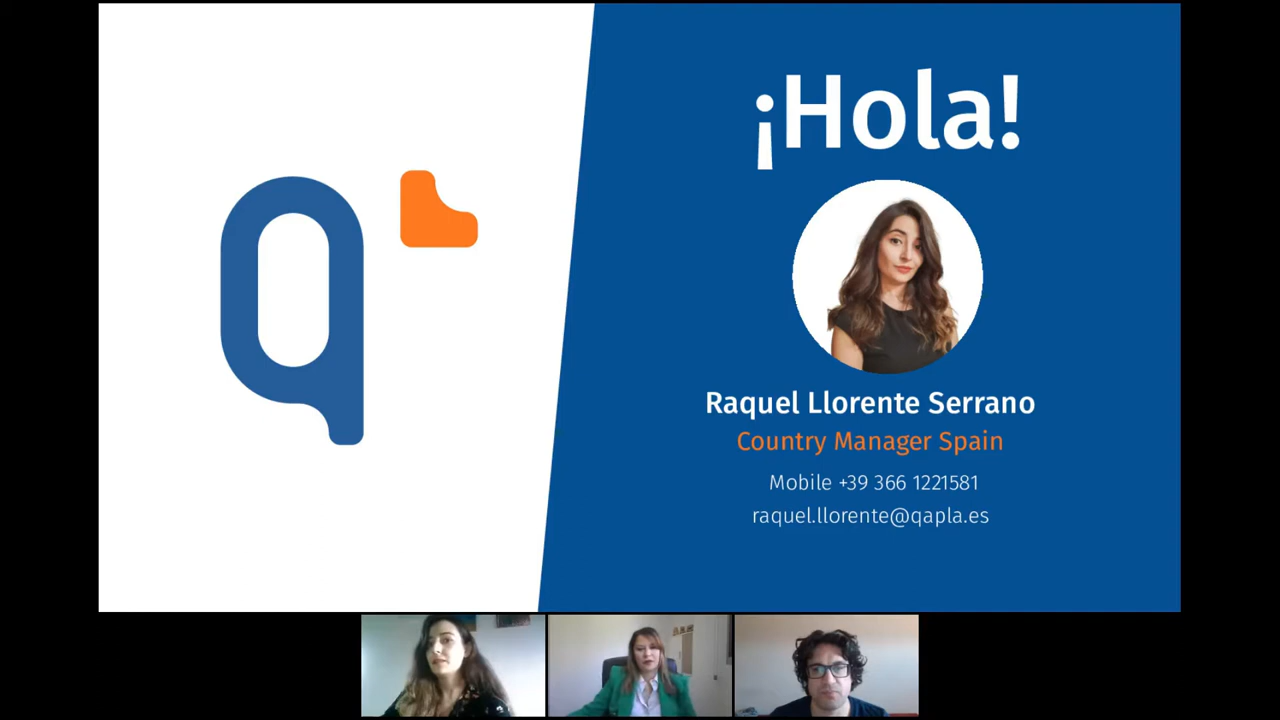 ¡Hola!
Raquel Llorente Serrano
Country Manager Spain
Mobile +39 366 1221581
raquel.llorente@qapla.es